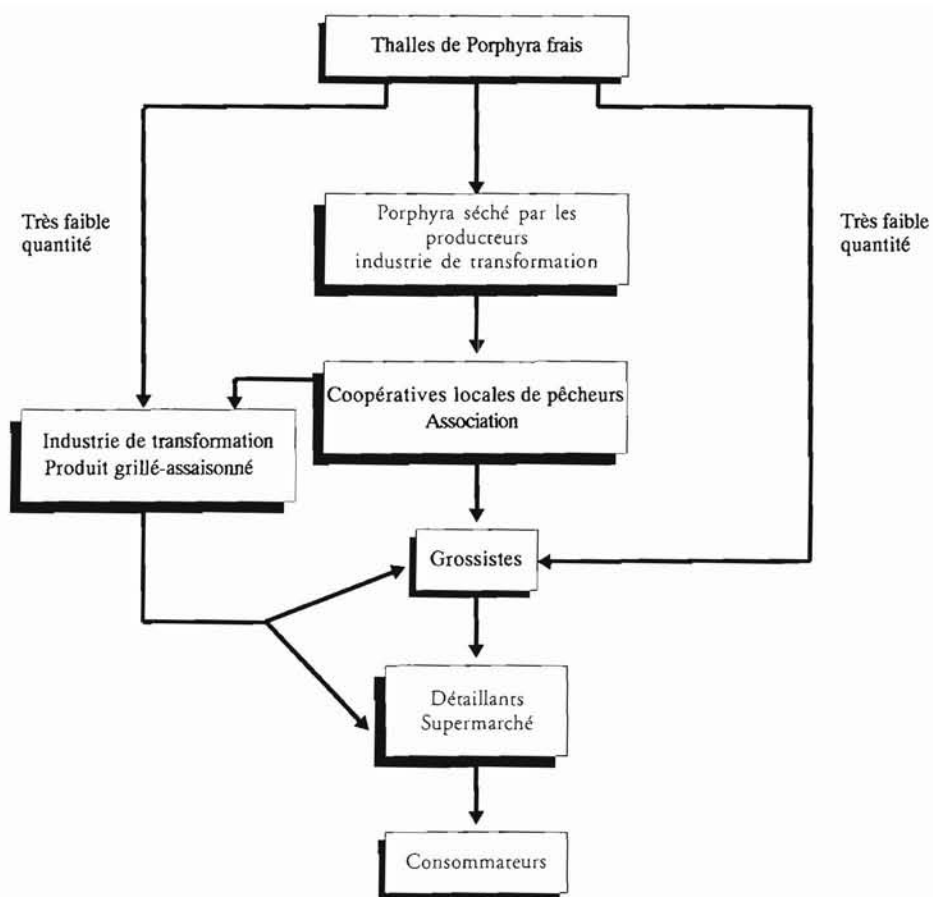 Thalles de Porphyra frais
Très faible
quantité
Porphyra séché par les
producteurs
industrie de transformation
Très faible
quantité
Coopératives locales de pêcheurs
Association
Industrie de transformation
Produit grillé-assaisonné
Grossistes
Détaillants
Supermarché
Consommateurs